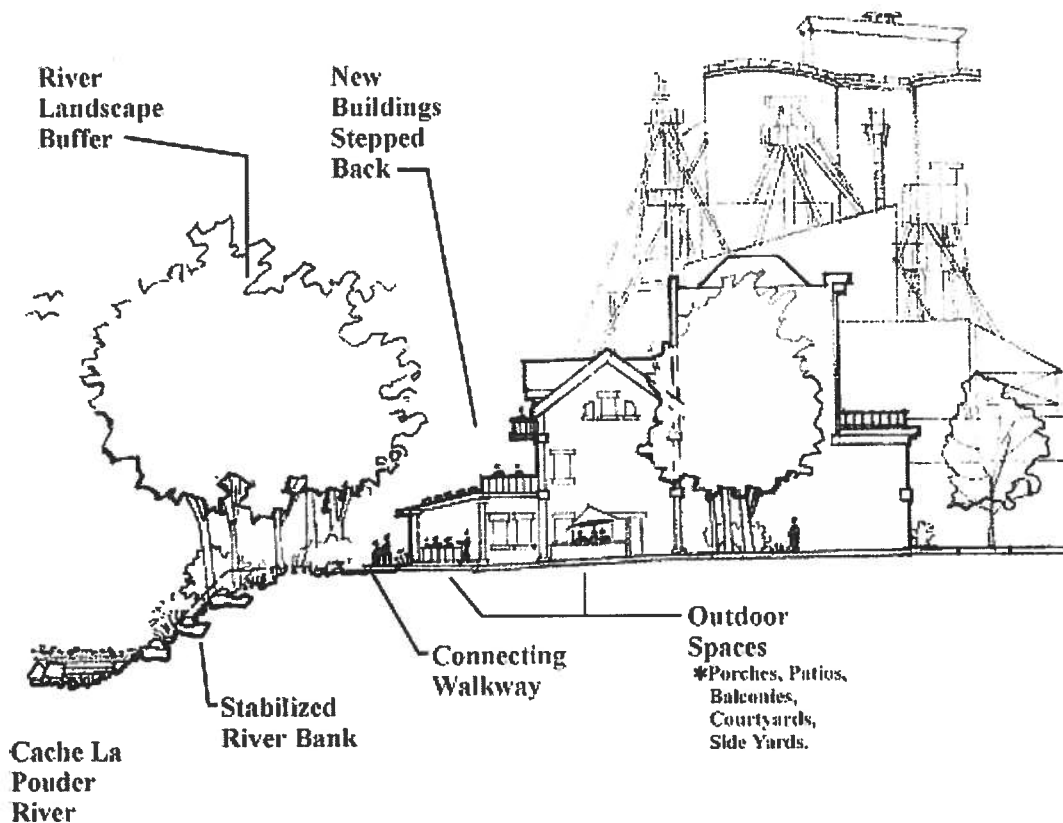 River
Landscape
Buffer
New
Buildings
Stepped
Back
Outdoor
Spaces
*Porches, Patios,
Balconies,
Courtyards,
Side Yards.
Connecting
Walkway
Stabilized
River Bank
Cache La
Pouder
River